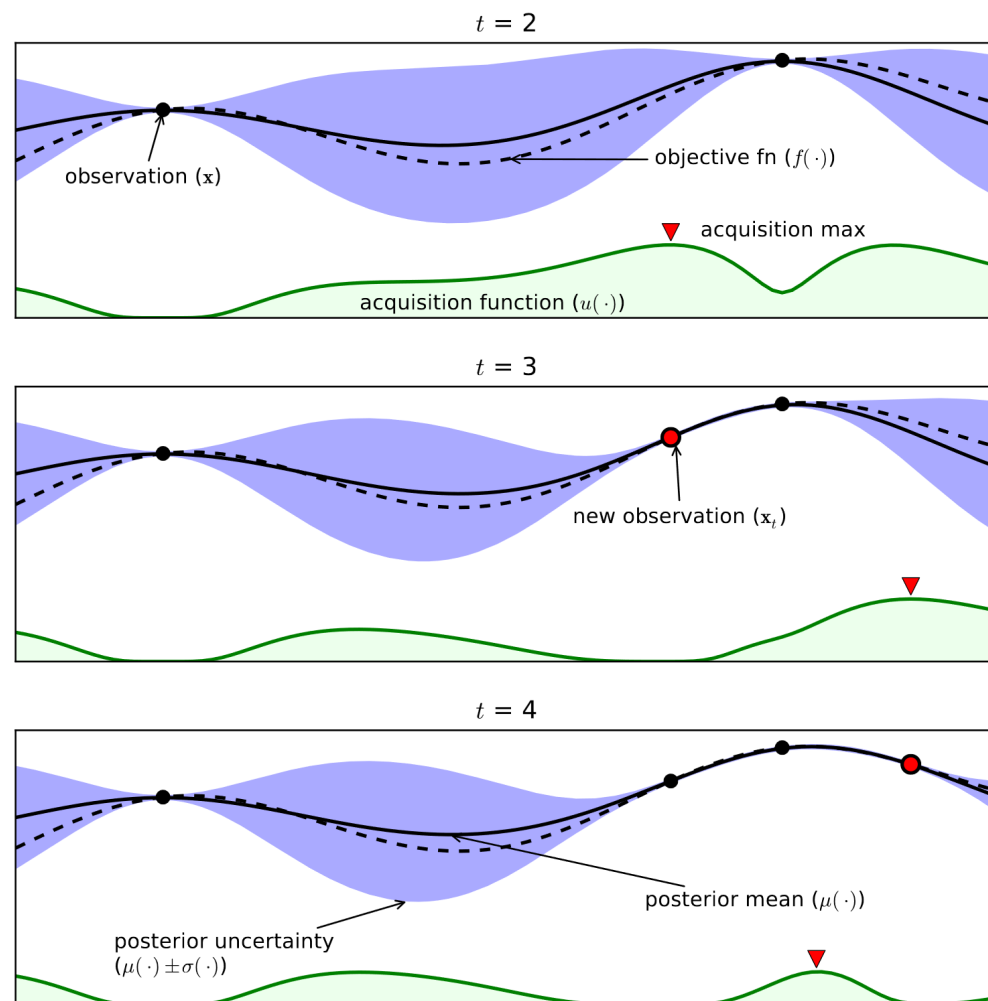 t = 2
observation (x)
objective fn (f(·))
acquisition max
acquisition function (u(·))
t = 3
new observation (xₜ)
t = 4
posterior mean (μ(·))
posterior uncertainty
(μ(·)±σ(·))